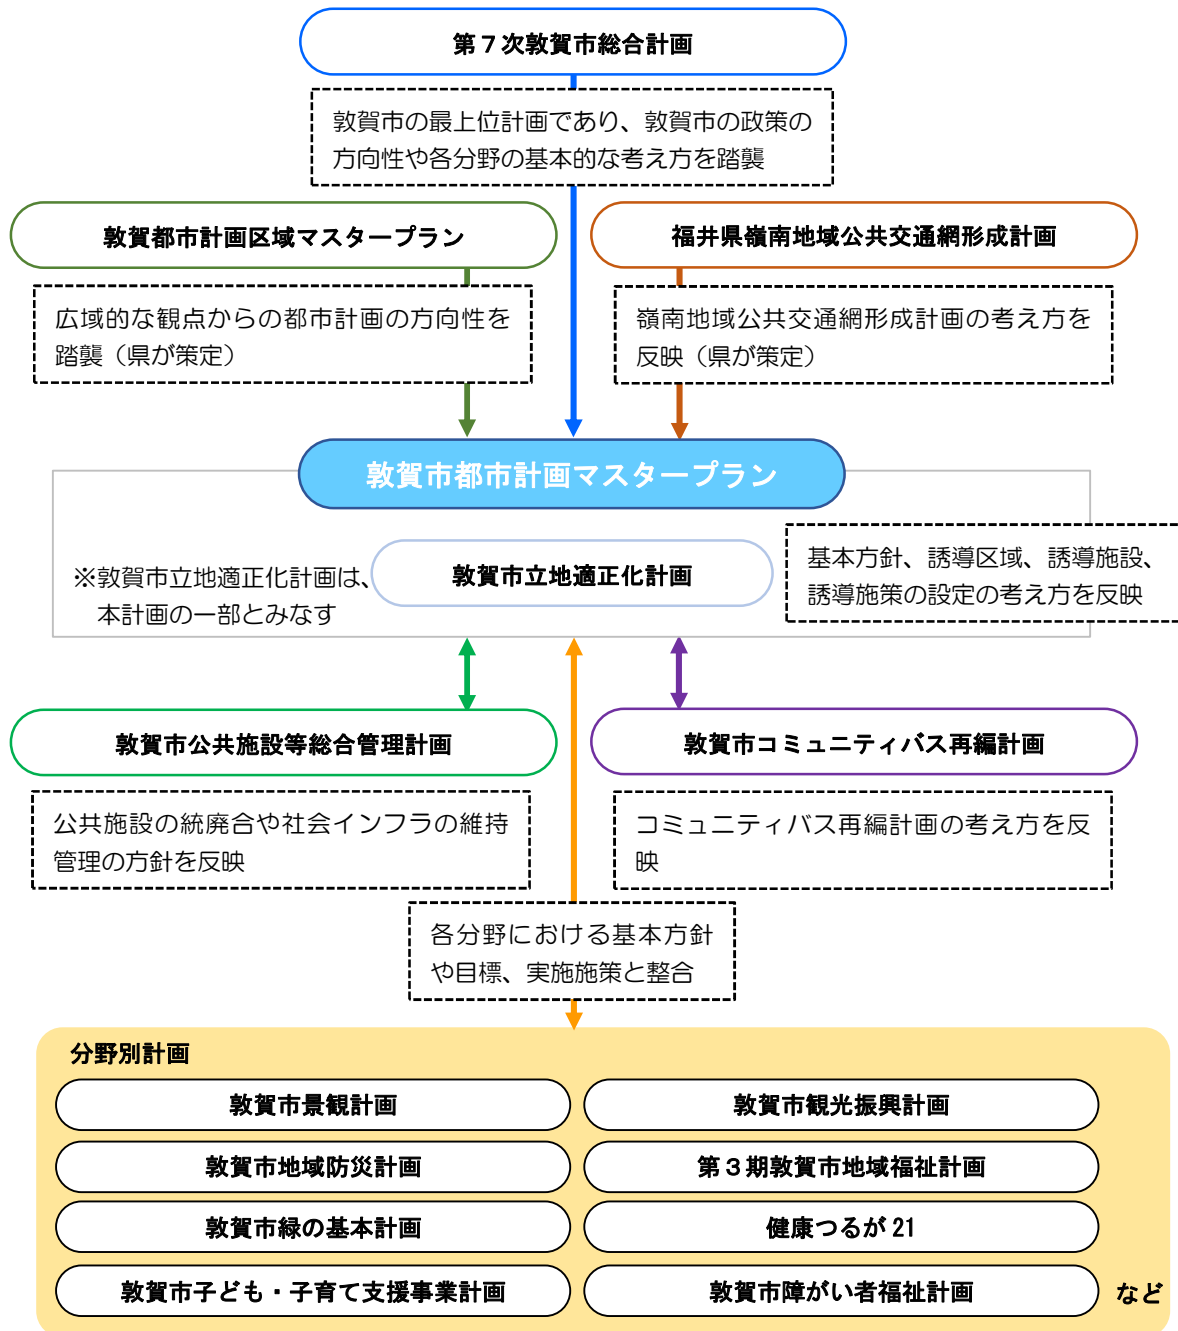 第７次敦賀市総合計画
敦賀市の最上位計画であり、敦賀市の政策の
方向性や各分野の基本的な考え方を踏襲
敦賀都市計画区域マスタープラン
福井県嶺南地域公共交通網形成計画
広域的な観点からの都市計画の方向性を
踏襲（県が策定）
嶺南地域公共交通網形成計画の考え方を
反映（県が策定）
敦賀市都市計画マスタープラン
※敦賀市立地適正化計画は、
本計画の一部とみなす
敦賀市立地適正化計画
基本方針、誘導区域、誘導施設、
誘導施策の設定の考え方を反映
敦賀市公共施設等総合管理計画
敦賀市コミュニティバス再編計画
公共施設の統廃合や社会インフラの維持
管理の方針を反映
コミュニティバス再編計画の考え方を反
映
各分野における基本方針
や目標、実施施策と整合
分野別計画
敦賀市景観計画
敦賀市観光振興計画
敦賀市地域防災計画
第３期敦賀市地域福祉計画
敦賀市緑の基本計画
健康つるが 21
敦賀市子ども・子育て支援事業計画
敦賀市障がい者福祉計画
など